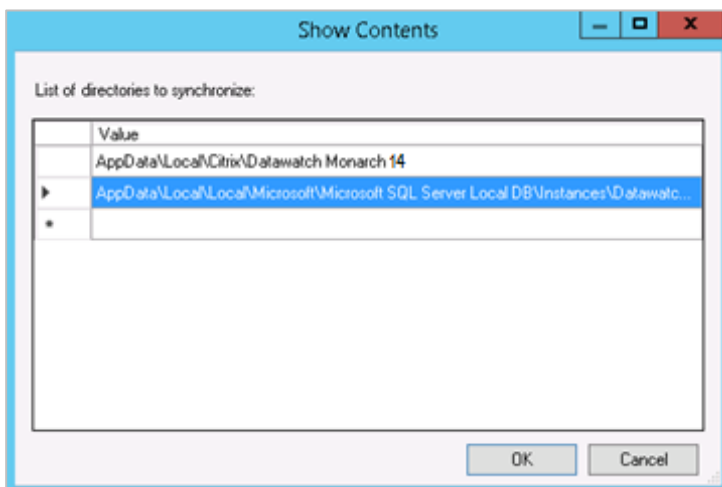 Show Contents
List of directories to synchronize:
Value
AppData\Local\Citrix\Datawatch Monarch 14
AppData\Local\Local\Microsoft\Microsoft SQL Server Local DB\Instances\Datawatc...
OK Cancel